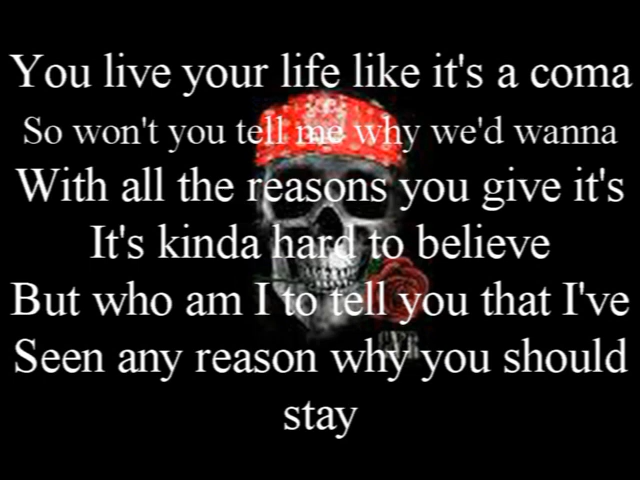 You live your life like it's a coma
So won't you tell me why we'd wanna
With all the reasons you give it's
It's kinda hard to believe
But who am I to tell you that I've
Seen any reason why you should
stay